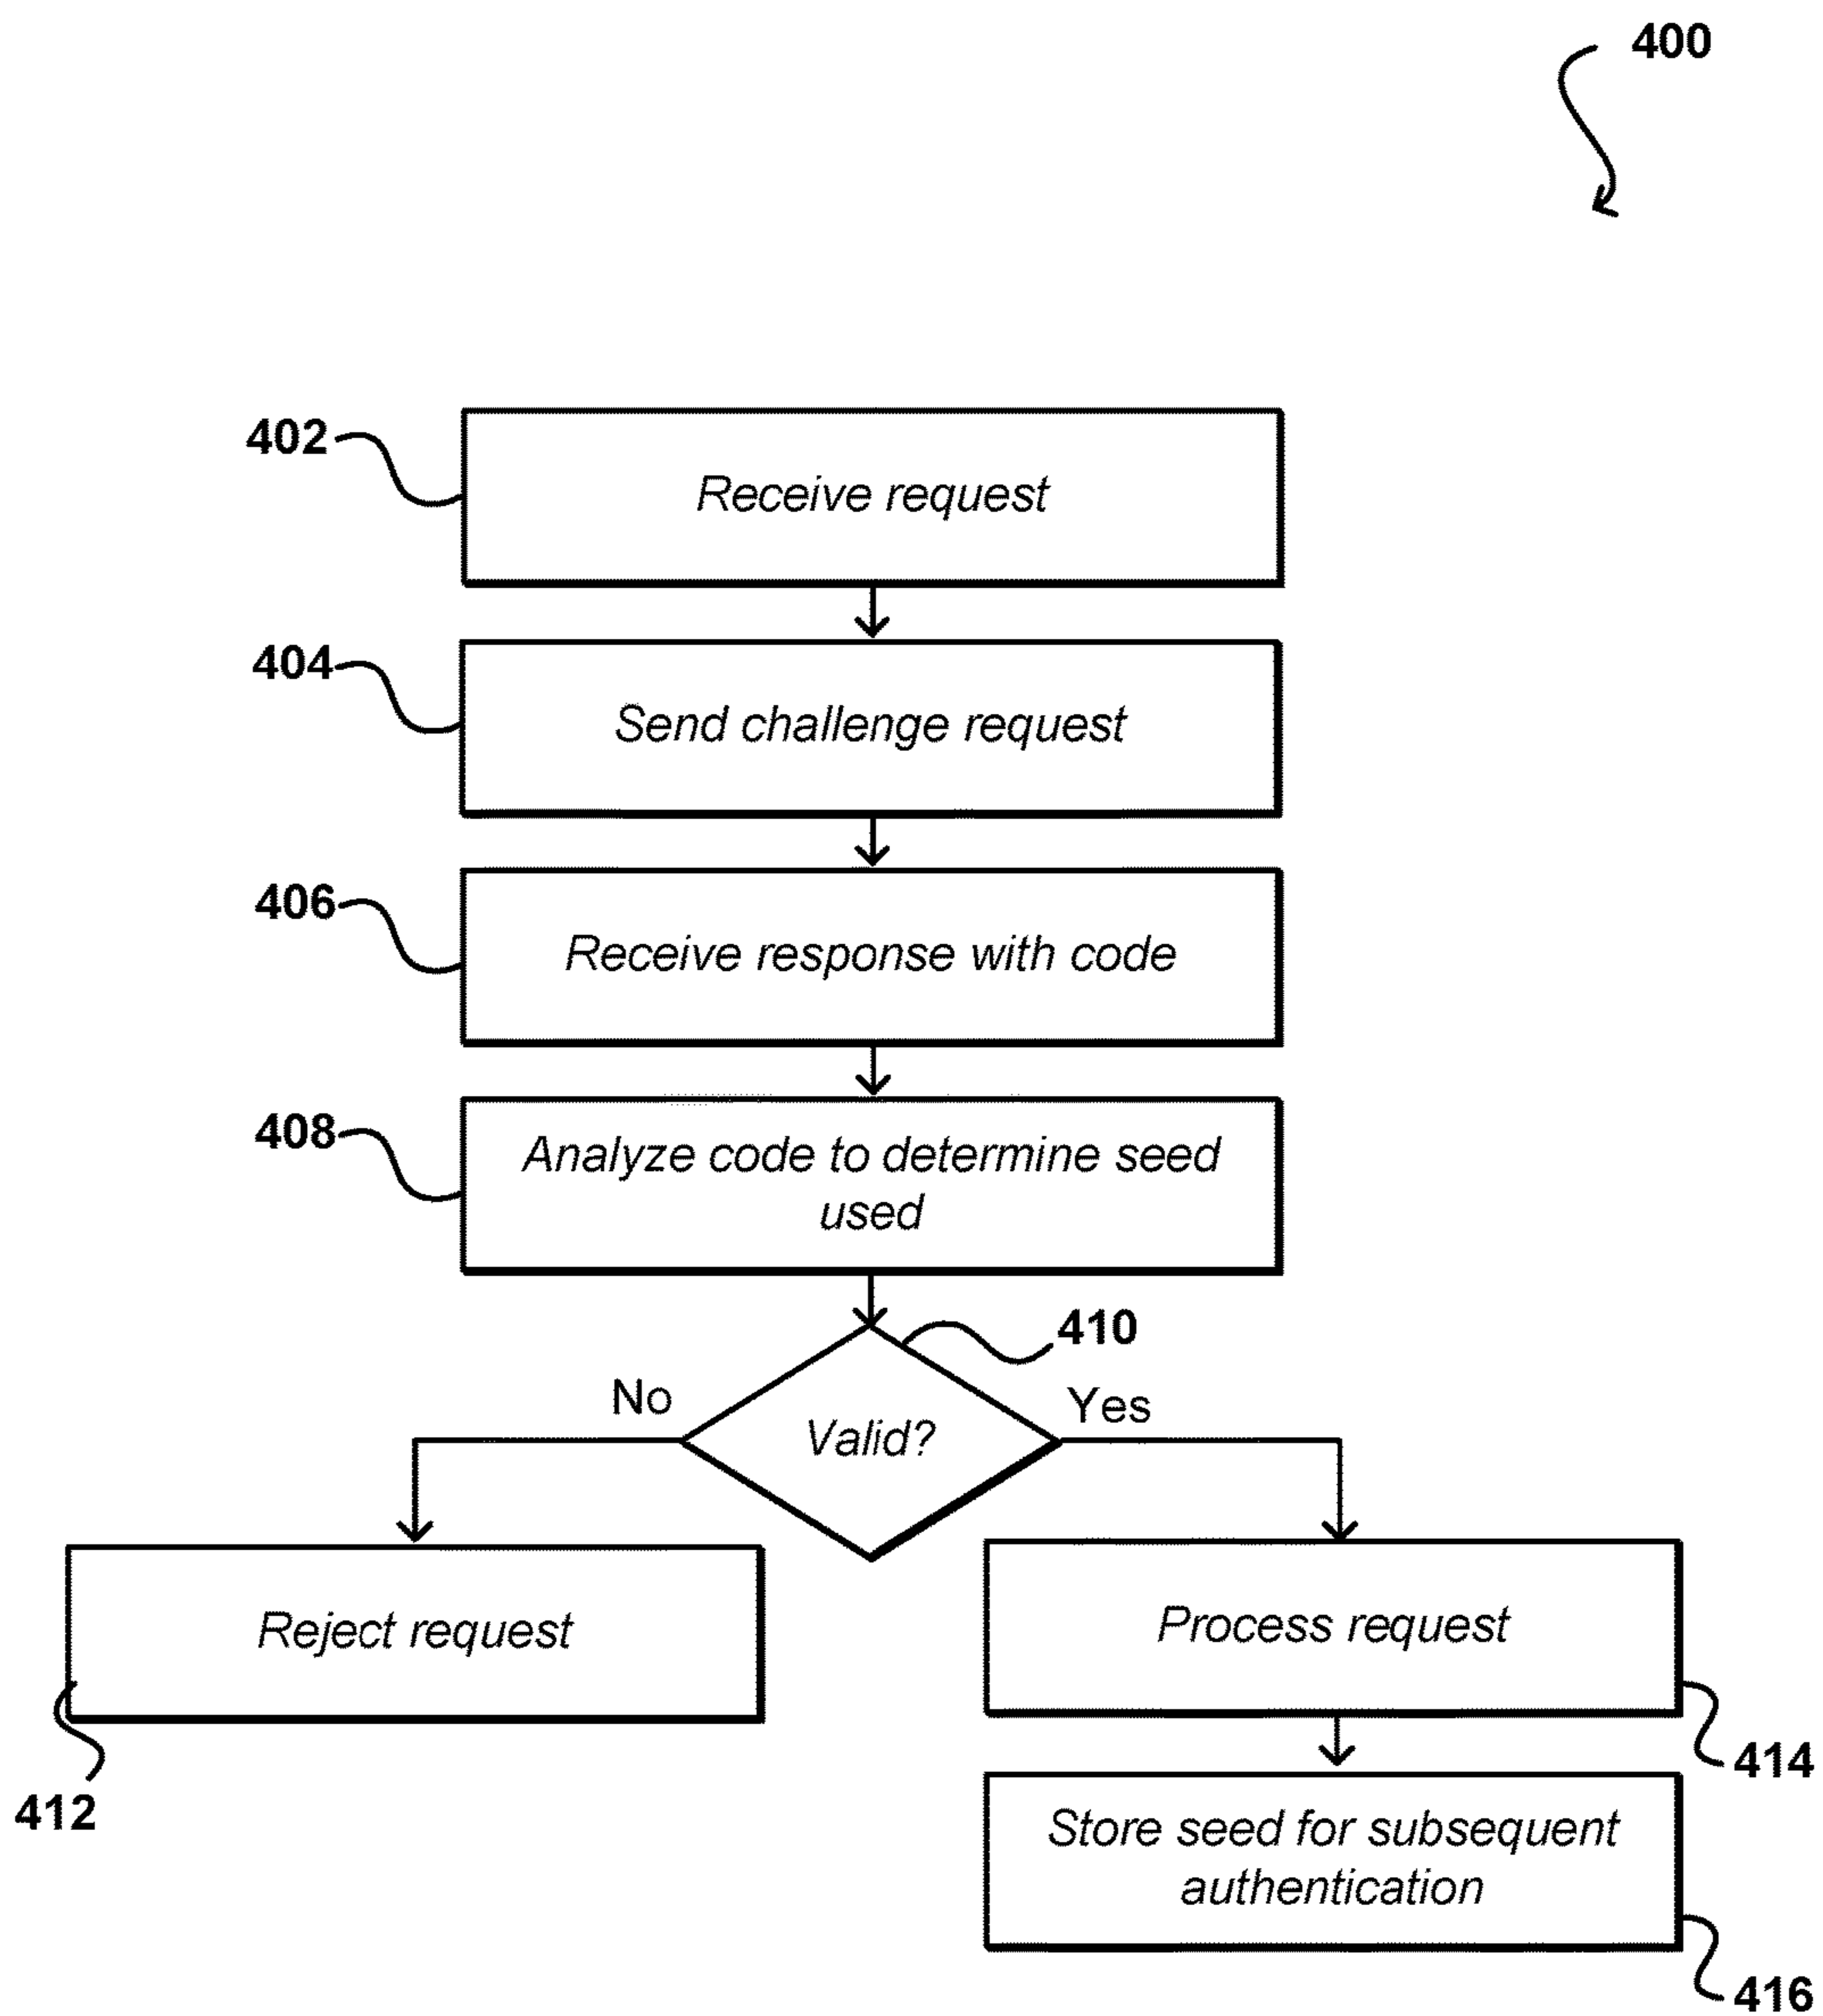 400
402
Receive request
404
Send challenge request
406
Receive response with code
408
Analyze code to determine seed
used
410
No
Yes
Valid?
Reject request
Process request
412
414
Store seed for subsequent
authentication
416